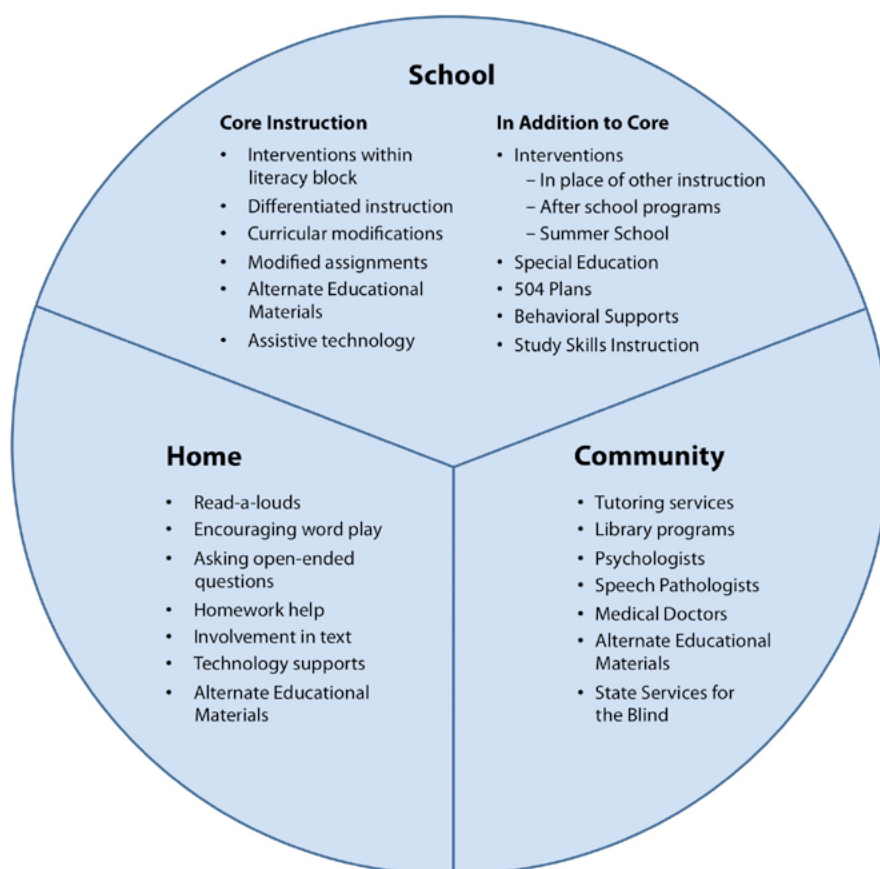 School
Core Instruction
• Interventions within
literacy block
• Differentiated instruction
• Curricular modifications
• Modified assignments
• Alternate Educational
Materials
• Assistive technology
In Addition to Core
• Interventions
– In place of other instruction
– After school programs
– Summer School
• Special Education
• 504 Plans
• Behavioral Supports
• Study Skills Instruction
Home
• Read-a-louds
• Encouraging word play
• Asking open-ended
questions
• Homework help
• Involvement in text
• Technology supports
• Alternate Educational
Materials
Community
• Tutoring services
• Library programs
• Psychologists
• Speech Pathologists
• Medical Doctors
• Alternate Educational
Materials
• State Services for
the Blind